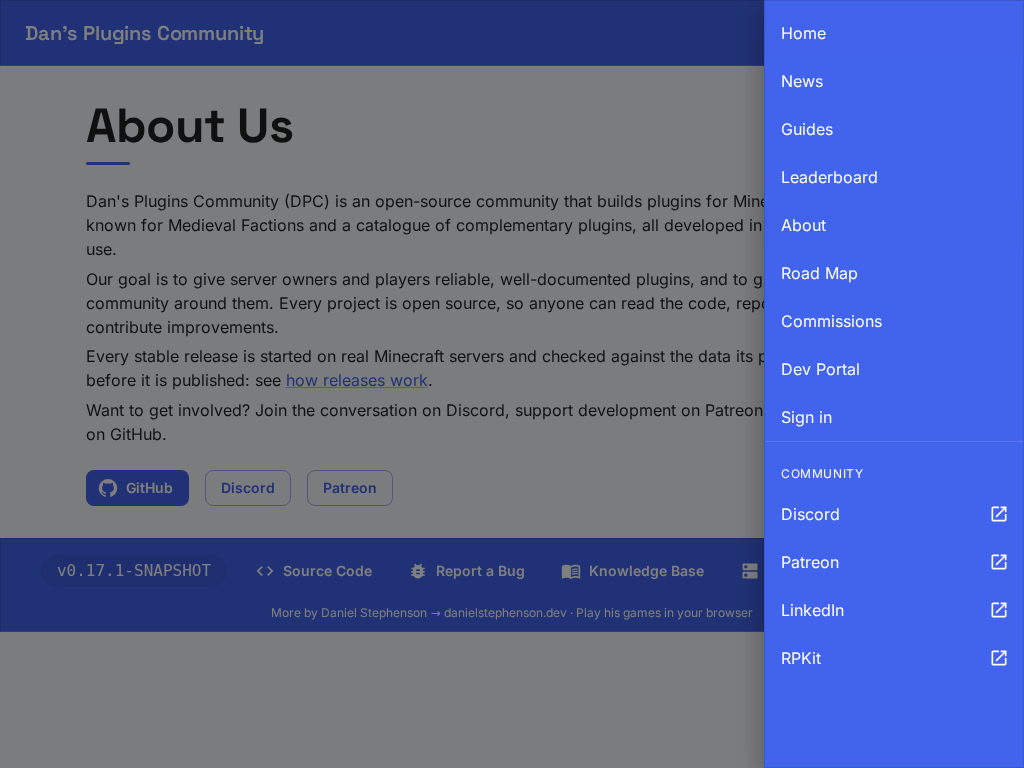 Dan's Plugins Community
About Us
Dan's Plugins Community (DPC) is an open-source community that builds plugins for
known for Medieval Factions and a catalogue of complementary plugins, all developed in
use.
Our goal is to give server owners and players reliable, well-documented plugins, and to
community around them. Every project is open source, so anyone can read the code,
contribute improvements.
Every stable release is started on real Minecraft servers and checked against the data its
before it is published: see how releases work.
Want to get involved? Join the conversation on Discord, support development on Patreon
on GitHub.
GitHub
Discord
Patreon
v0.17.1-SNAPSHOT
Source Code
Report a Bug
Knowledge Base
More by Daniel Stephenson → danielstephenson.dev · Play his games in your browser
Home
News
Guides
Leaderboard
About
Road Map
Commissions
Dev Portal
Sign in
COMMUNITY
Discord
Patreon
LinkedIn
RPKit